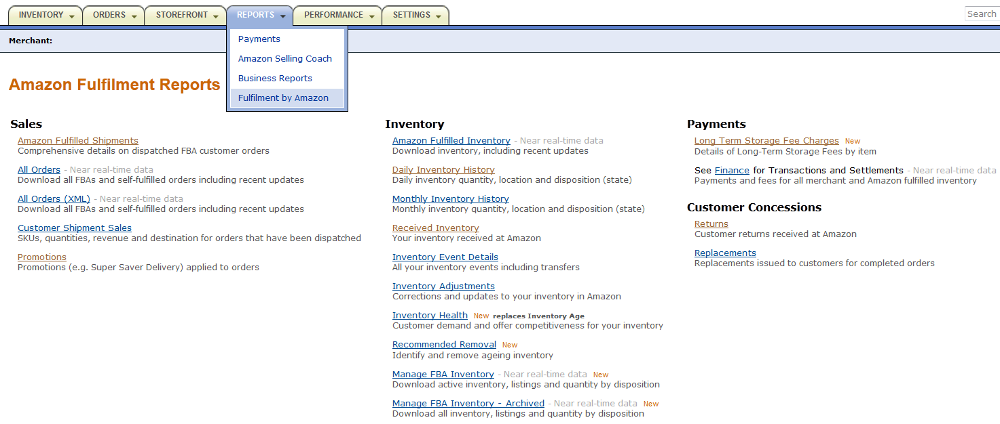 INVENTORY ORDERS STOREFRONT REPORTS PERFORMANCE SETTINGS Search
Merchant:
Payments
Amazon Selling Coach
Business Reports
Fulfilment by Amazon
Amazon Fulfilment Reports
Sales
Amazon Fulfilled Shipments
Comprehensive details on dispatched FBA customer orders
All Orders - Near real-time data
Download all FBAs and self-fulfilled orders including recent updates
All Orders (XML) - Near real-time data
Download all FBAs and self-fulfilled orders including recent updates
Customer Shipment Sales
SKUs, quantities, revenue and destination for orders that have been dispatched
Promotions
Promotions (e.g. Super Saver Delivery) applied to orders
Inventory
Amazon Fulfilled Inventory - Near real-time data
Download inventory, including recent updates
Daily Inventory History
Daily inventory quantity, location and disposition (state)
Monthly Inventory History
Monthly inventory quantity, location and disposition (state)
Received Inventory
Your inventory received at Amazon
Inventory Event Details
All your inventory events including transfers
Inventory Adjustments
Corrections and updates to your inventory in Amazon
Inventory Health New replaces Inventory Age
Customer demand and offer competitiveness for your inventory
Recommended Removal New
Identify and remove ageing inventory
Manage FBA Inventory - Near real-time data New
Download active inventory, listings and quantity by disposition
Manage FBA Inventory - Archived - Near real-time data New
Download all inventory, listings and quantity by disposition
Payments
Long Term Storage Fee Charges New
Details of Long-Term Storage Fees by item
See Finance for Transactions and Settlements - Near real-time data
Payments and fees for all merchant and Amazon fulfilled inventory
Customer Concessions
Returns
Customer returns received at Amazon
Replacements
Replacements issued to customers for completed orders